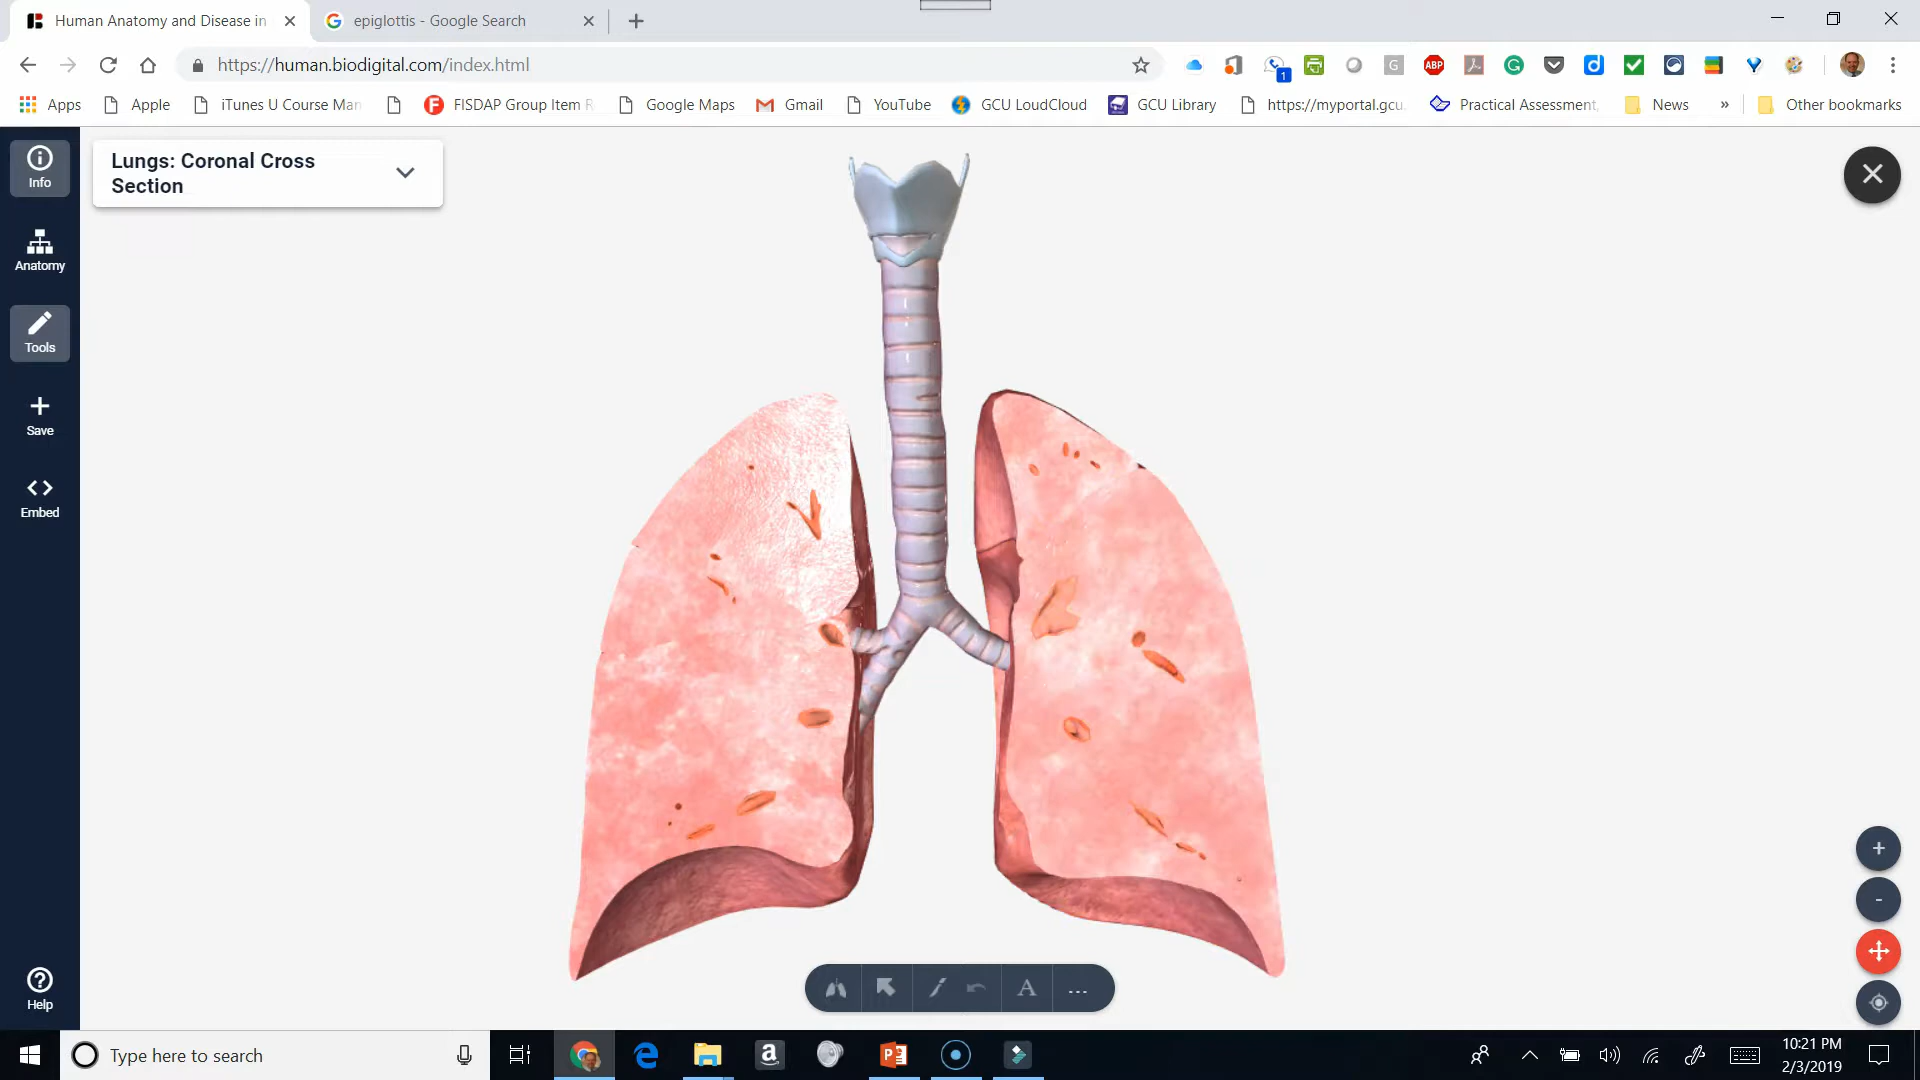 Human Anatomy and Disease in
epiglottis - Google Search
https://human.biodigital.com/index.html
1
G
ABP
Apps
Apple
iTunes U Course Man
FISDAP Group Item R
Google Maps
Gmail
YouTube
GCU LoudCloud
GCU Library
https://myportal.gcu.
Practical Assessment,
News
»
Other bookmarks
Info
Anatomy
Tools
Save
Embed
Help
Lungs: Coronal Cross
Section
+
-
A
...
Type here to search
10:21 PM
2/3/2019